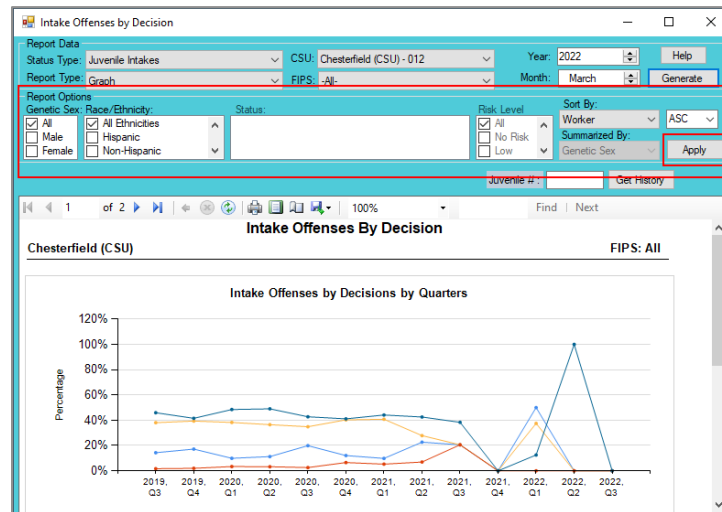 Intake Offenses by Decision
Report Data
Status Type: Juvenile Intakes CSU: Chesterfield (CSU) - 012 Year: 2022 Help
Report Type: Graph FIPS: -All- Month: March Generate
Report Options
Genetic Sex: Race/Ethnicity: Status: Risk Level Sort By:
All All Ethnicities All Worker ASC
Male Hispanic No Risk Summarized By:
Female Non-Hispanic Low Genetic Sex Apply
Juvenile # : Get History
1 of 2 100% Find | Next
Intake Offenses By Decision
Chesterfield (CSU) FIPS: All
Intake Offenses by Decisions by Quarters
120%
100%
80%
60%
40%
20%
0%
Percentage
2019, 2019, 2020, 2020, 2020, 2020, 2021, 2021, 2021, 2021, 2022, 2022, 2022,
Q3 Q4 Q1 Q2 Q3 Q4 Q1 Q2 Q3 Q4 Q1 Q2 Q3